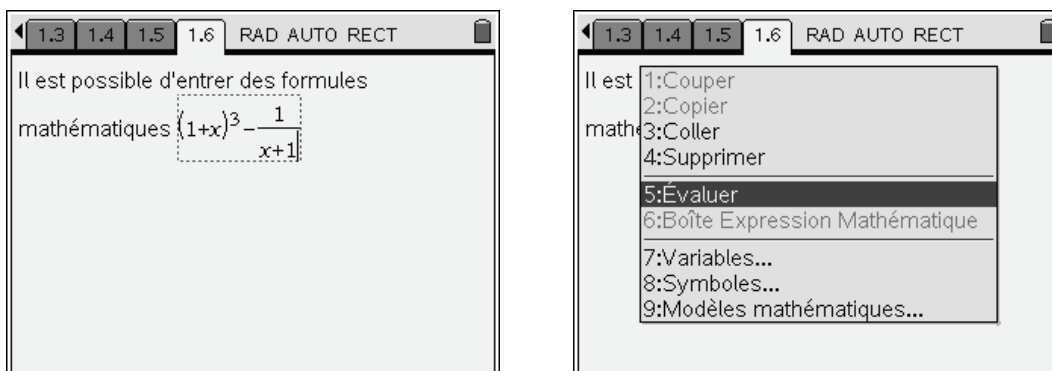 1.3 1.4 1.5 1.6 RAD AUTO RECT
Il est possible d'entrer des formules
mathématiques (1+x)³−1/(x+1)
1.3 1.4 1.5 1.6 RAD AUTO RECT
Il est
mathé
1:Couper
2:Copier
3:Coller
4:Supprimer
5:Évaluer
6:Boîte Expression Mathématique
7:Variables...
8:Symboles...
9:Modèles mathématiques...